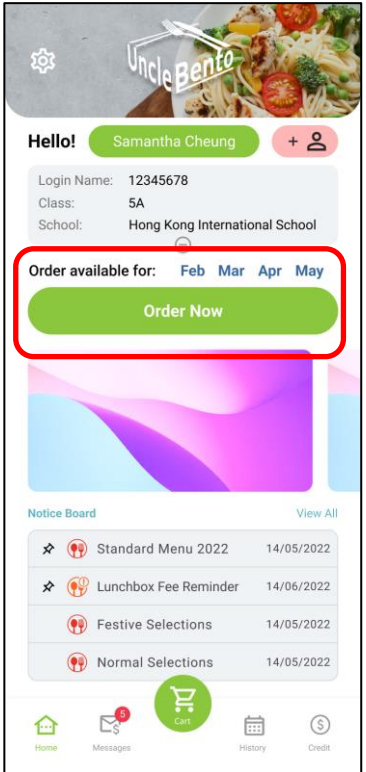 Uncle Bento
Hello! Samantha Cheung +
Login Name: 12345678
Class: 5A
School: Hong Kong International School
Order available for: Feb Mar Apr May
Order Now
Notice Board View All
Standard Menu 2022 14/05/2022
Lunchbox Fee Reminder 14/06/2022
Festive Selections 14/05/2022
Normal Selections 14/05/2022
5
Cart
Home Messages History Credit